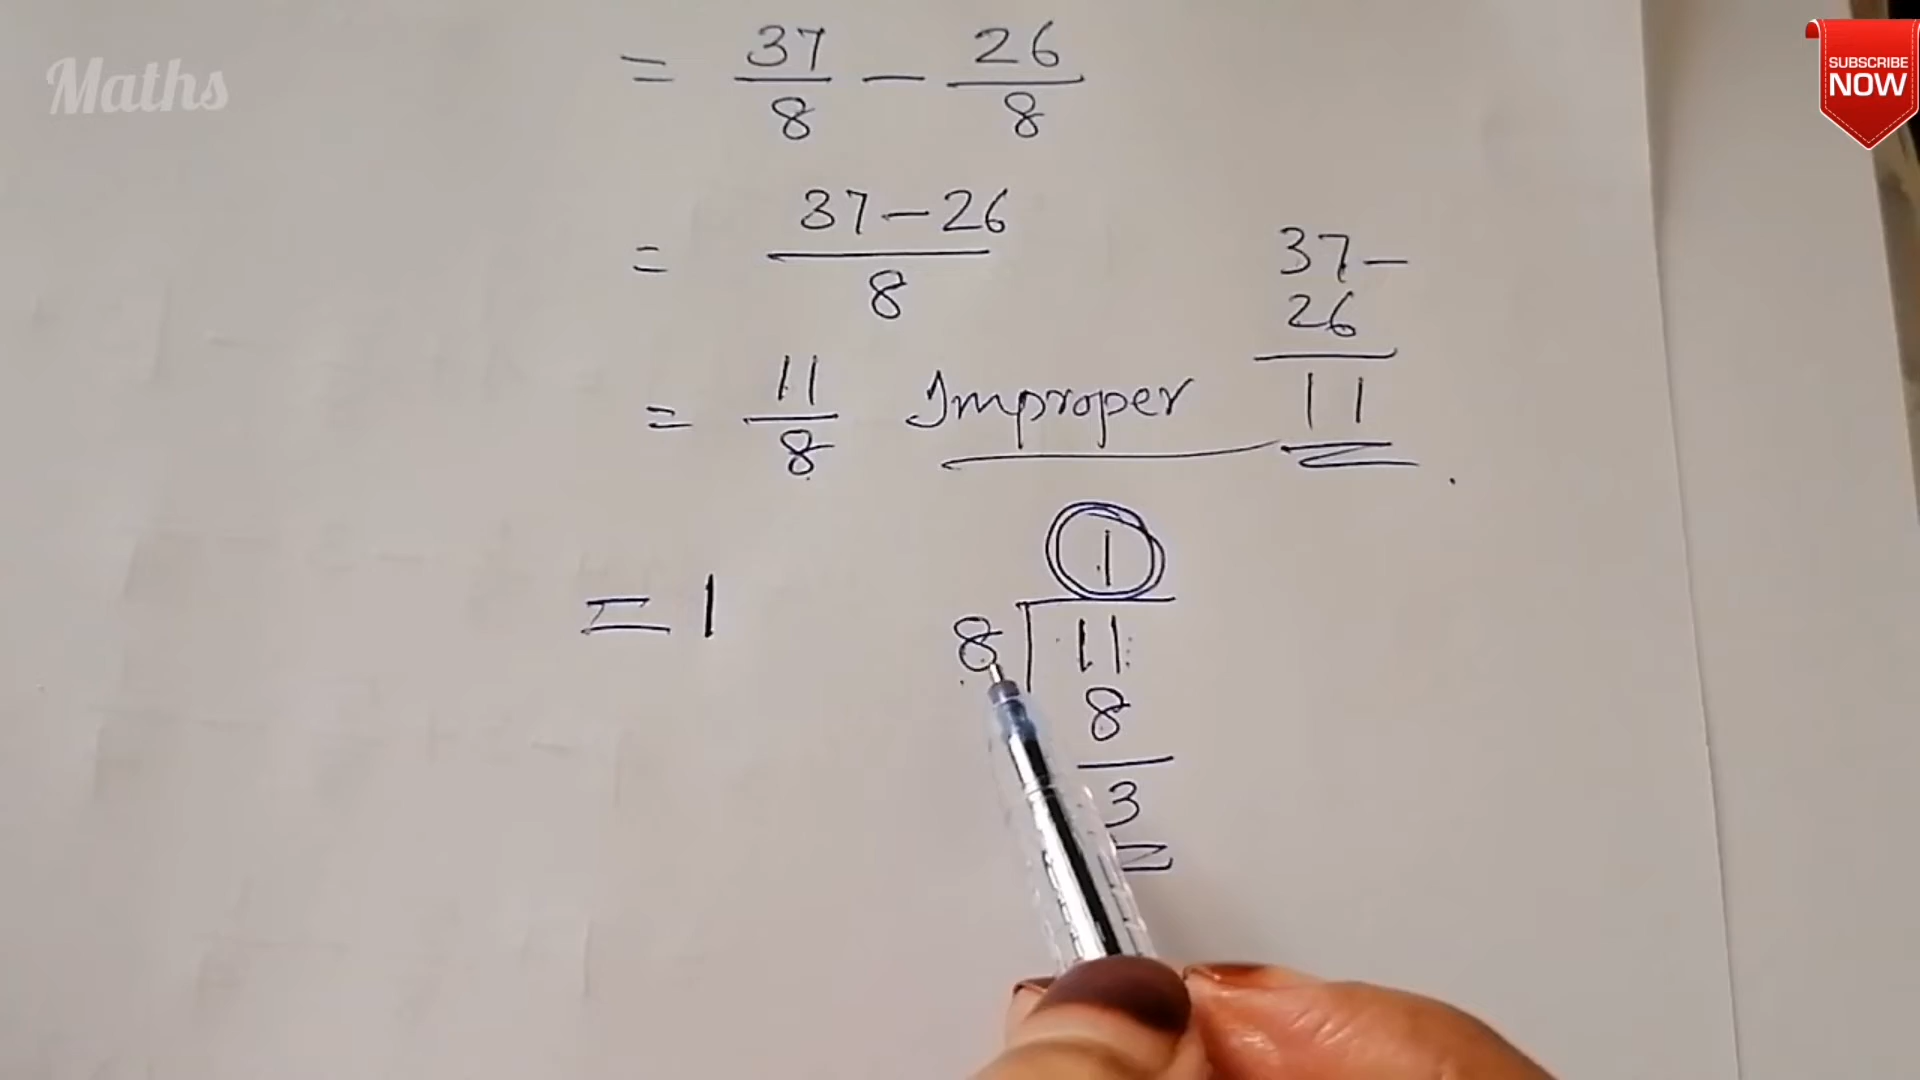 Maths
SUBSCRIBE
NOW
= 37/8 - 26/8
= 37-26/8
37-
26
11
= 11/8 Improper
1
= 1
8 11
8
3